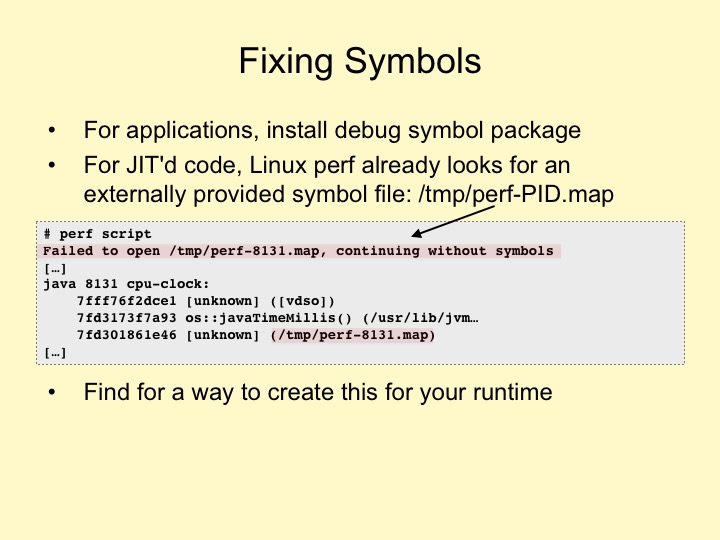 Fixing Symbols
• For applications, install debug symbol package
• For JIT'd code, Linux perf already looks for an
externally provided symbol file: /tmp/perf-PID.map
# perf script
Failed to open /tmp/perf-8131.map, continuing without symbols
[…]
java 8131 cpu-clock:
    7fff76f2dce1 [unknown] ([vdso])
    7fd3173f7a93 os::javaTimeMillis() (/usr/lib/jvm…
    7fd301861e46 [unknown] (/tmp/perf-8131.map)
[…]
• Find for a way to create this for your runtime